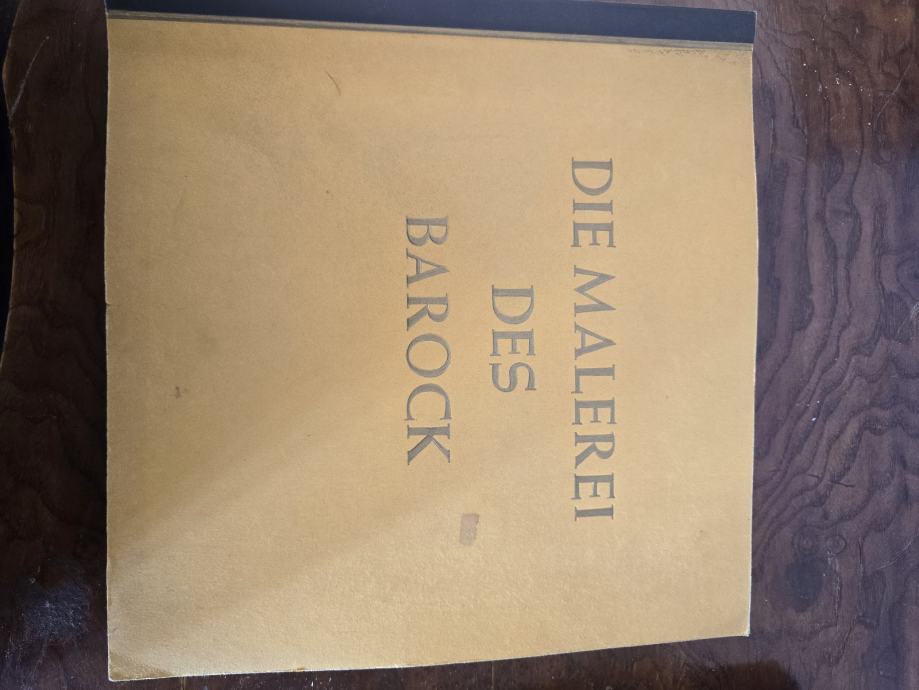 DIE MALEREI
DES
BAROCK